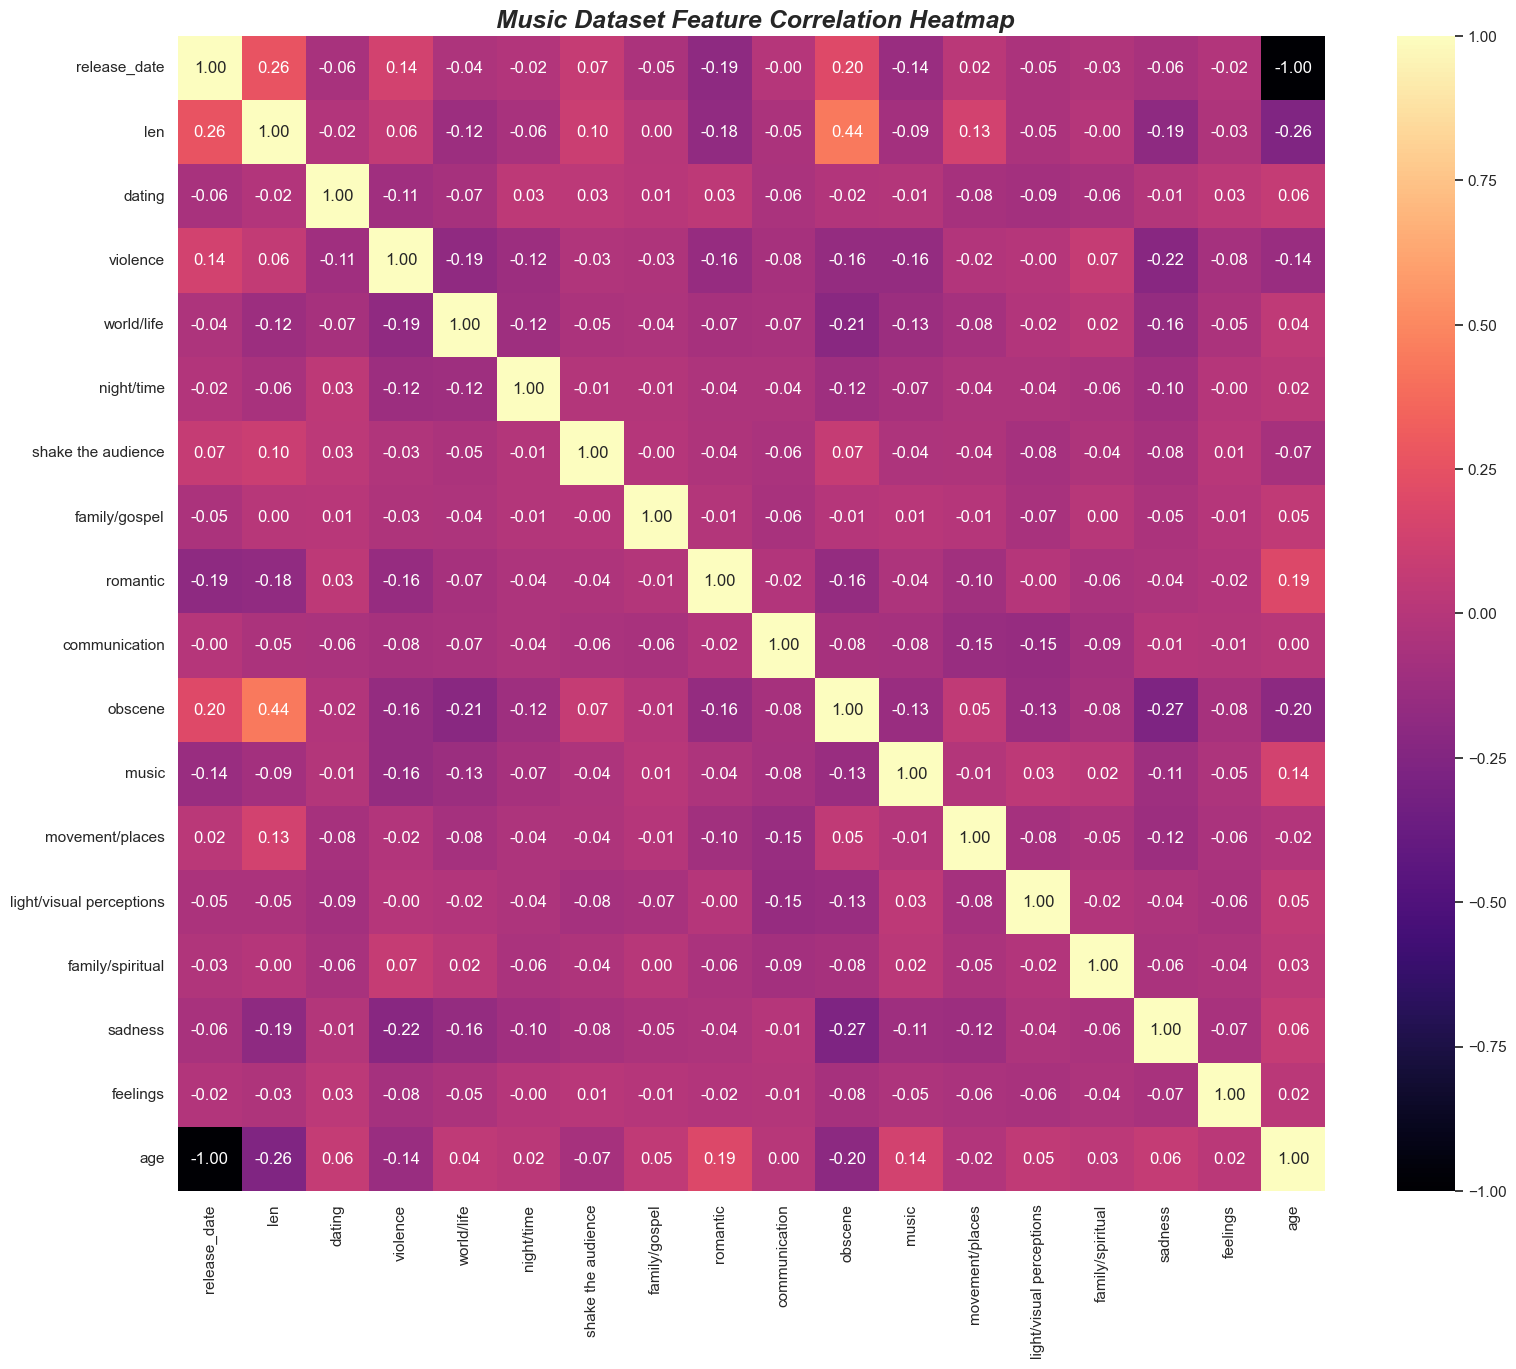 Music Dataset Feature Correlation Heatmap
release_date 1.00 0.26 -0.06 0.14 -0.04 -0.02 0.07 -0.05 -0.19 -0.00 0.20 -0.14 0.02 -0.05 -0.03 -0.06 -0.02 -1.00
len 0.26 1.00 -0.02 0.06 -0.12 -0.06 0.10 0.00 -0.18 -0.05 0.44 -0.09 0.13 -0.05 -0.00 -0.19 -0.03 -0.26
dating -0.06 -0.02 1.00 -0.11 -0.07 0.03 0.03 0.01 0.03 -0.06 -0.02 -0.01 -0.08 -0.09 -0.06 -0.01 0.03 0.06
violence 0.14 0.06 -0.11 1.00 -0.19 -0.12 -0.03 -0.03 -0.16 -0.08 -0.16 -0.16 -0.02 -0.00 0.07 -0.22 -0.08 -0.14
world/life -0.04 -0.12 -0.07 -0.19 1.00 -0.12 -0.05 -0.04 -0.07 -0.07 -0.21 -0.13 -0.08 -0.02 0.02 -0.16 -0.05 0.04
night/time -0.02 -0.06 0.03 -0.12 -0.12 1.00 -0.01 -0.01 -0.04 -0.04 -0.12 -0.07 -0.04 -0.04 -0.06 -0.10 -0.00 0.02
shake the audience 0.07 0.10 0.03 -0.03 -0.05 -0.01 1.00 -0.00 -0.04 -0.06 0.07 -0.04 -0.04 -0.08 -0.04 -0.08 0.01 -0.07
family/gospel -0.05 0.00 0.01 -0.03 -0.04 -0.01 -0.00 1.00 -0.01 -0.06 -0.01 0.01 -0.01 -0.07 0.00 -0.05 -0.01 0.05
romantic -0.19 -0.18 0.03 -0.16 -0.07 -0.04 -0.04 -0.01 1.00 -0.02 -0.16 -0.04 -0.10 -0.00 -0.06 -0.04 -0.02 0.19
communication -0.00 -0.05 -0.06 -0.08 -0.07 -0.04 -0.06 -0.06 -0.02 1.00 -0.08 -0.08 -0.15 -0.15 -0.09 -0.01 -0.01 0.00
obscene 0.20 0.44 -0.02 -0.16 -0.21 -0.12 0.07 -0.01 -0.16 -0.08 1.00 -0.13 0.05 -0.13 -0.08 -0.27 -0.08 -0.20
music -0.14 -0.09 -0.01 -0.16 -0.13 -0.07 -0.04 0.01 -0.04 -0.08 -0.13 1.00 -0.01 0.03 0.02 -0.11 -0.05 0.14
movement/places 0.02 0.13 -0.08 -0.02 -0.08 -0.04 -0.04 -0.01 -0.10 -0.15 0.05 -0.01 1.00 -0.08 -0.05 -0.12 -0.06 -0.02
light/visual perceptions -0.05 -0.05 -0.09 -0.00 -0.02 -0.04 -0.08 -0.07 -0.00 -0.15 -0.13 0.03 -0.08 1.00 -0.02 -0.04 -0.06 0.05
family/spiritual -0.03 -0.00 -0.06 0.07 0.02 -0.06 -0.04 0.00 -0.06 -0.09 -0.08 0.02 -0.05 -0.02 1.00 -0.06 -0.04 0.03
sadness -0.06 -0.19 -0.01 -0.22 -0.16 -0.10 -0.08 -0.05 -0.04 -0.01 -0.27 -0.11 -0.12 -0.04 -0.06 1.00 -0.07 0.06
feelings -0.02 -0.03 0.03 -0.08 -0.05 -0.00 0.01 -0.01 -0.02 -0.01 -0.08 -0.05 -0.06 -0.06 -0.04 -0.07 1.00 0.02
age -1.00 -0.26 0.06 -0.14 0.04 0.02 -0.07 0.05 0.19 0.00 -0.20 0.14 -0.02 0.05 0.03 0.06 0.02 1.00
release_date
len
dating
violence
world/life
night/time
shake the audience
family/gospel
romantic
communication
obscene
music
movement/places
light/visual perceptions
family/spiritual
sadness
feelings
age
1.00
0.75
0.50
0.25
0.00
−0.25
−0.50
−0.75
−1.00